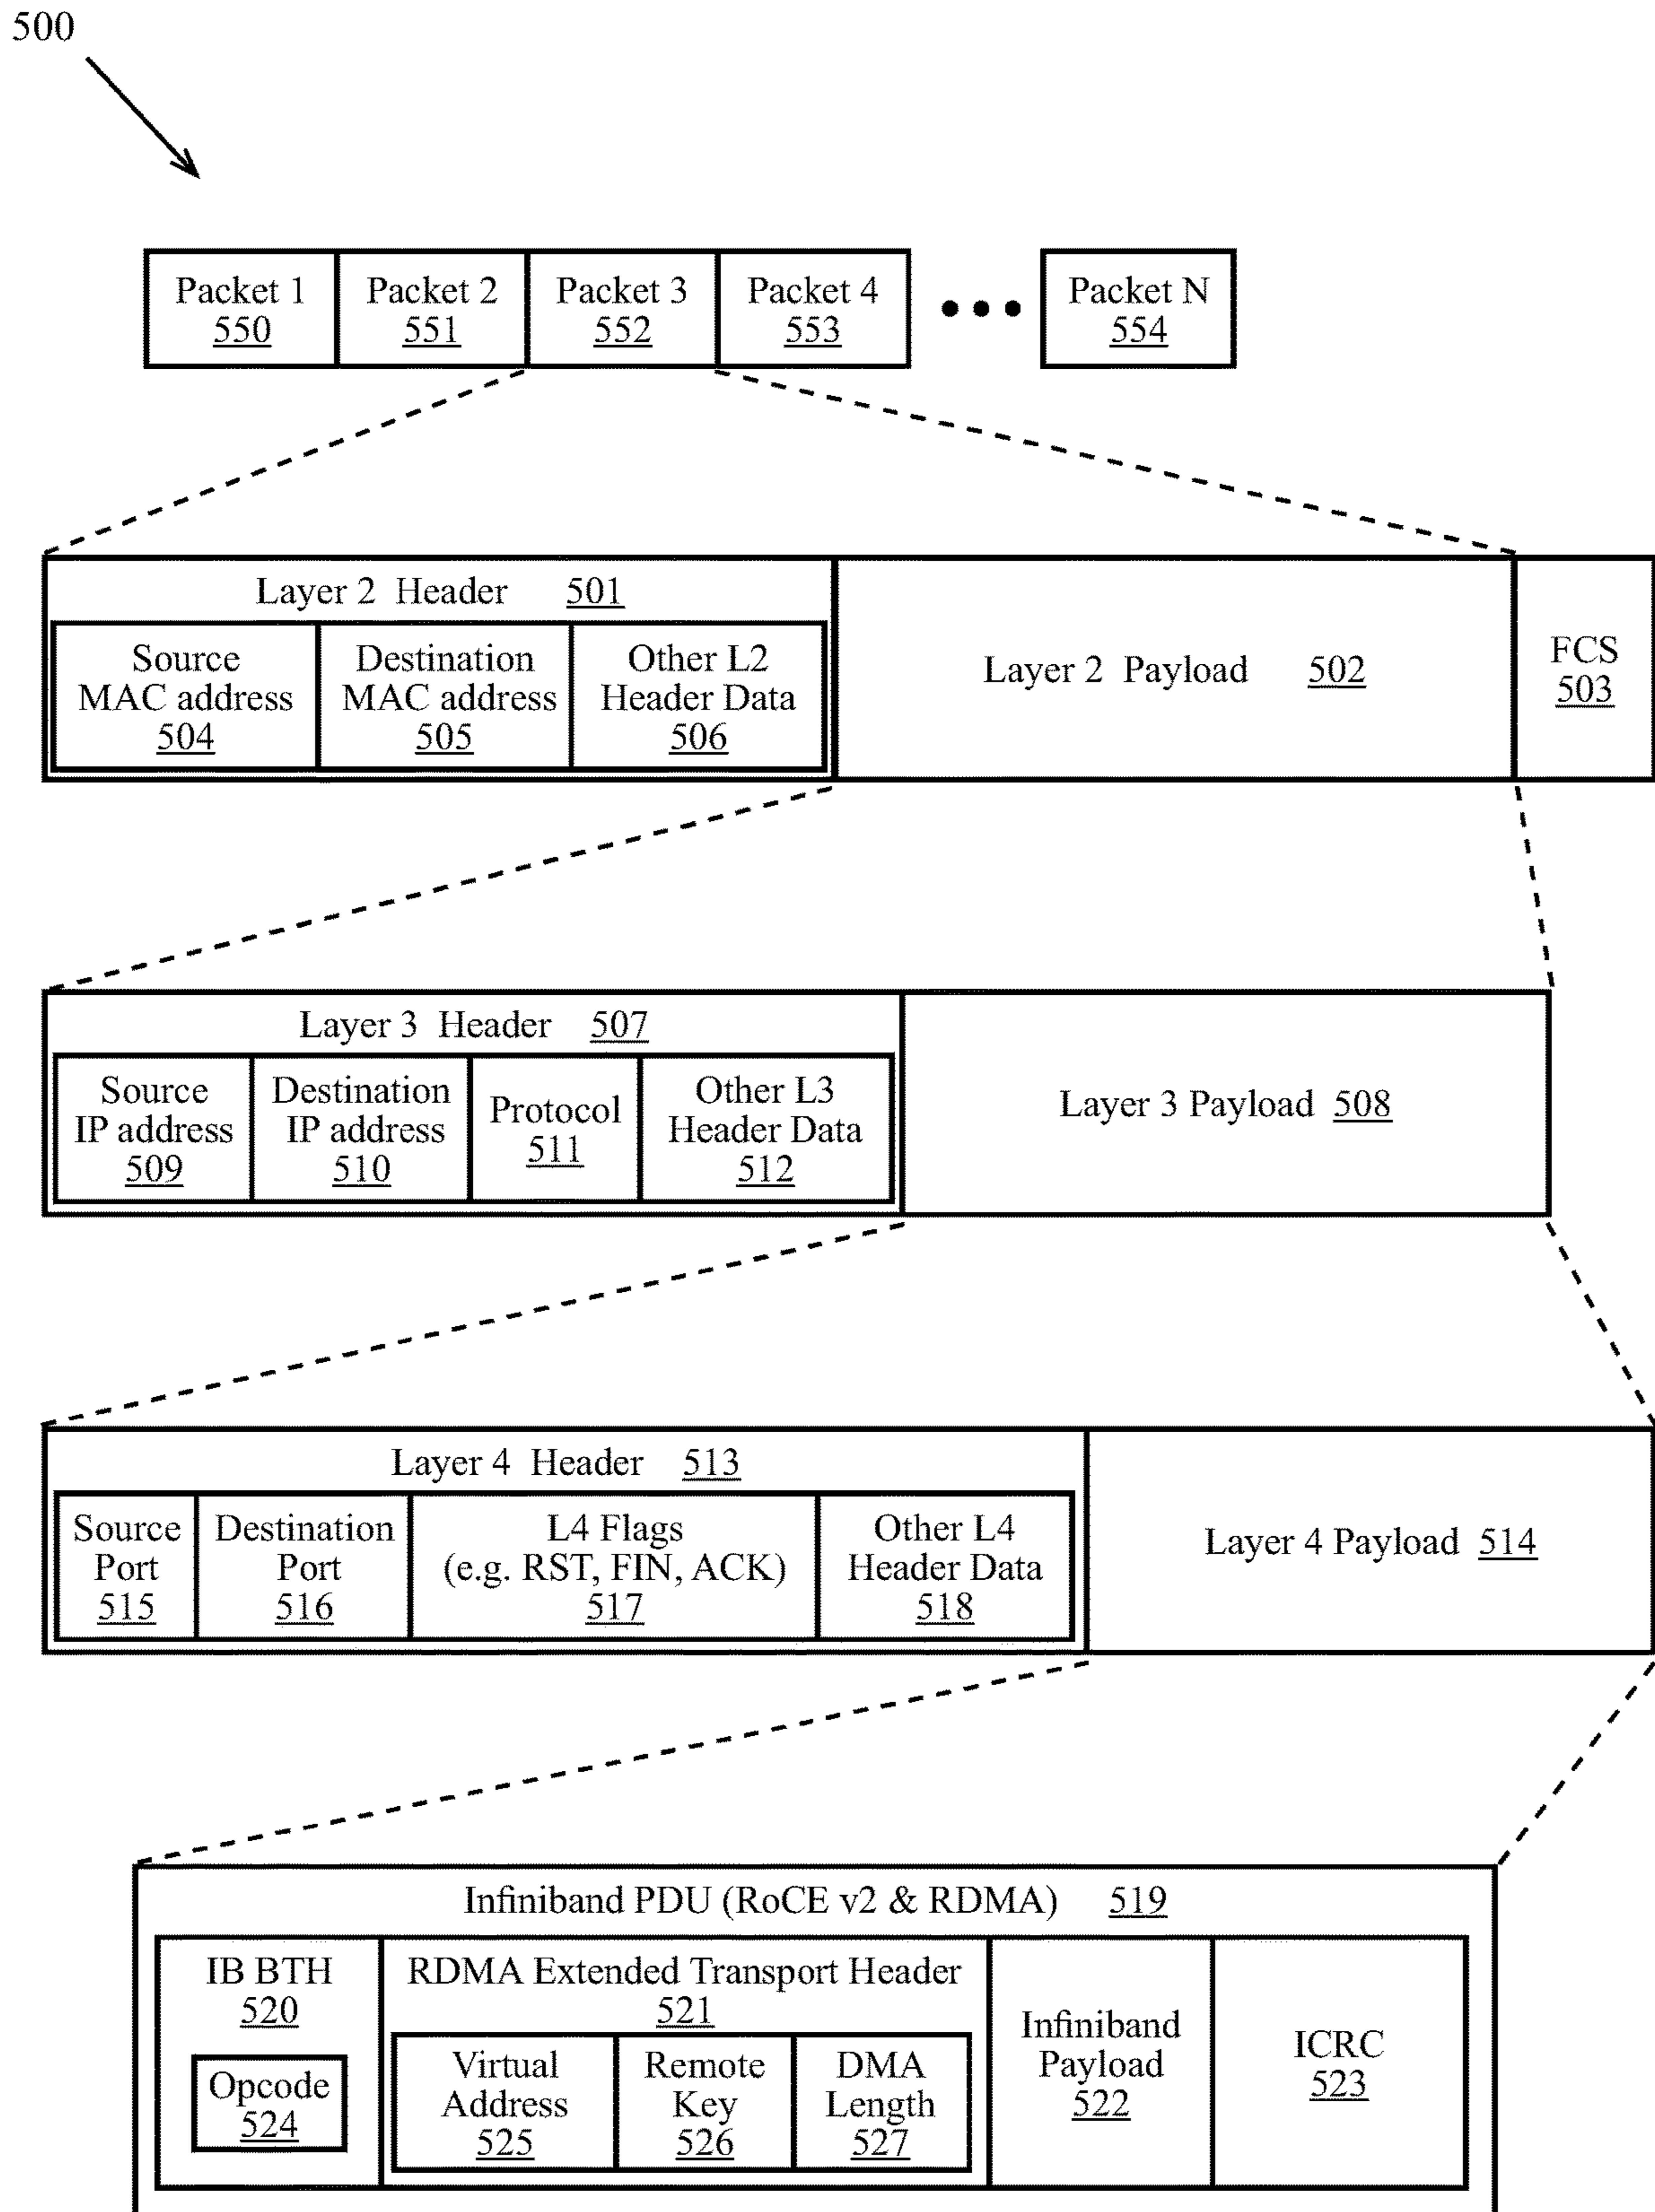 500
Packet 1
550
Packet 2
551
Packet 3
552
Packet 4
553
Packet N
554
Layer 2 Header 501
Source
MAC address
504
Destination
MAC address
505
Other L2
Header Data
506
Layer 2 Payload 502
FCS
503
Layer 3 Header 507
Source
IP address
509
Destination
IP address
510
Protocol
511
Other L3
Header Data
512
Layer 3 Payload 508
Layer 4 Header 513
Source
Port
515
Destination
Port
516
L4 Flags
(e.g. RST, FIN, ACK)
517
Other L4
Header Data
518
Layer 4 Payload 514
Infiniband PDU (RoCE v2 & RDMA) 519
IB BTH
520
Opcode
524
RDMA Extended Transport Header
521
Virtual
Address
525
Remote
Key
526
DMA
Length
527
Infiniband
Payload
522
ICRC
523